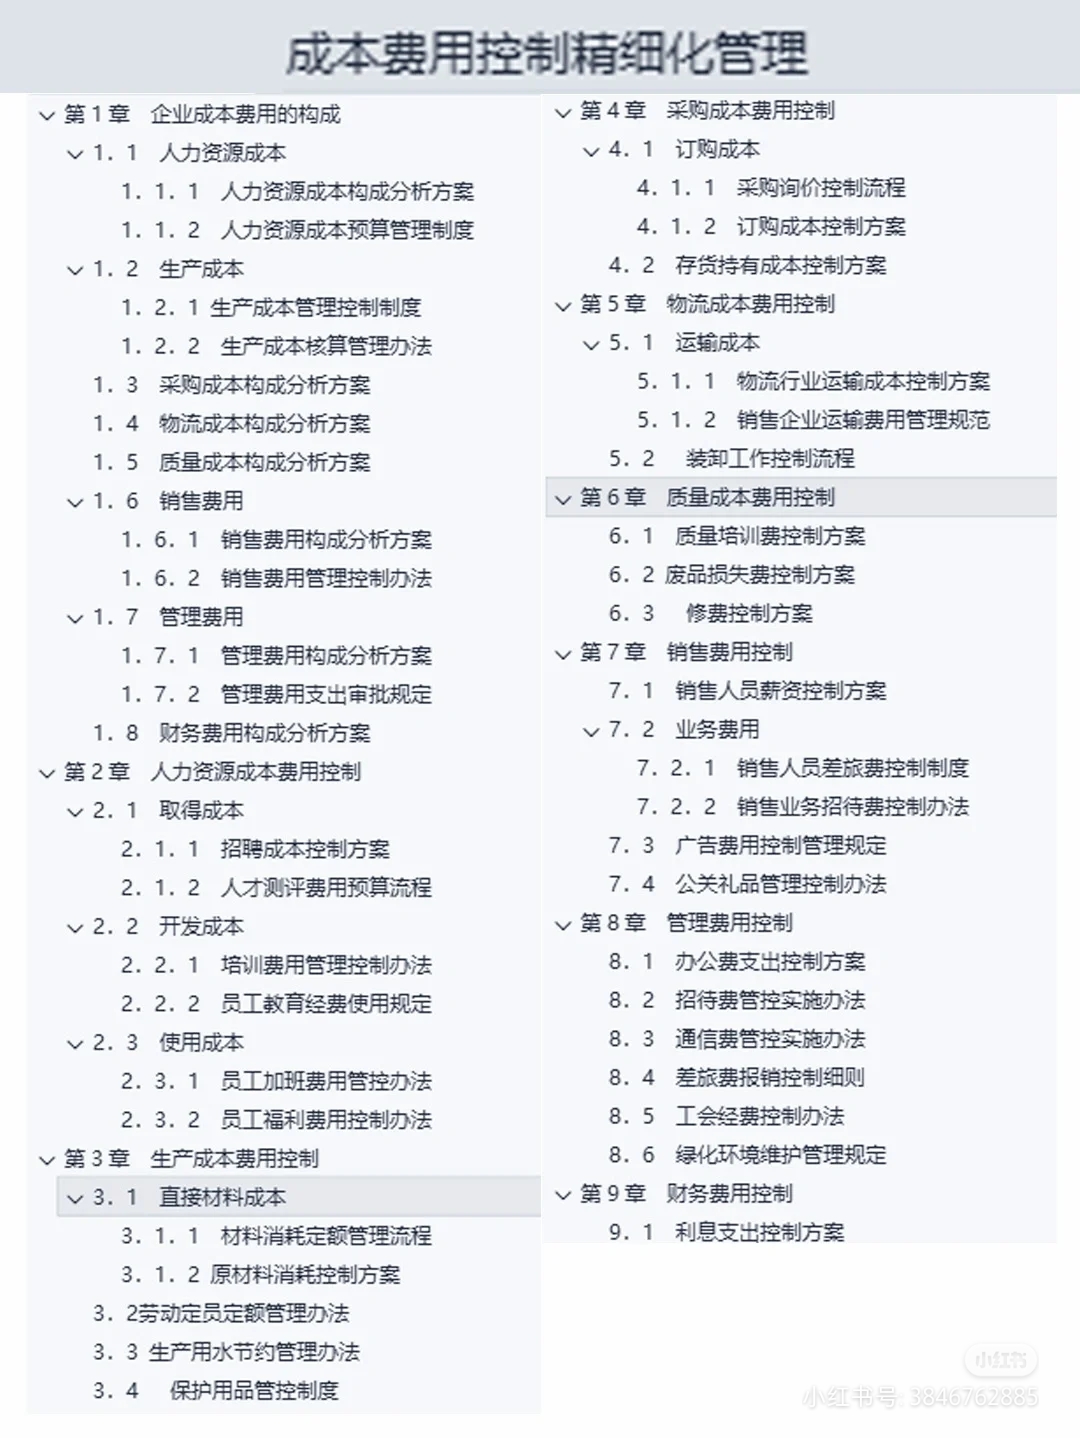 成本费用控制精细化管理
第1章 企业成本费用的构成
1.1 人力资源成本
1.1.1 人力资源成本构成分析方案
1.1.2 人力资源成本预算管理制度
1.2 生产成本
1.2.1 生产成本管理控制制度
1.2.2 生产成本核算管理办法
1.3 采购成本构成分析方案
1.4 物流成本构成分析方案
1.5 质量成本构成分析方案
1.6 销售费用
1.6.1 销售费用构成分析方案
1.6.2 销售费用管理控制办法
1.7 管理费用
1.7.1 管理费用构成分析方案
1.7.2 管理费用支出审批规定
1.8 财务费用构成分析方案
第2章 人力资源成本费用控制
2.1 取得成本
2.1.1 招聘成本控制方案
2.1.2 人才测评费用预算流程
2.2 开发成本
2.2.1 培训费用管理控制办法
2.2.2 员工教育经费使用规定
2.3 使用成本
2.3.1 员工加班费用管控办法
2.3.2 员工福利费用控制办法
第3章 生产成本费用控制
3.1 直接材料成本
3.1.1 材料消耗定额管理流程
3.1.2 原材料消耗控制方案
3.2劳动定员定额管理办法
3.3 生产用水节约管理办法
3.4 保护用品管控制度
第4章 采购成本费用控制
4.1 订购成本
4.1.1 采购询价控制流程
4.1.2 订购成本控制方案
4.2 存货持有成本控制方案
第5章 物流成本费用控制
5.1 运输成本
5.1.1 物流行业运输成本控制方案
5.1.2 销售企业运输费用管理规范
5.2 装卸工作控制流程
第6章 质量成本费用控制
6.1 质量培训费控制方案
6.2 废品损失费控制方案
6.3 修费控制方案
第7章 销售费用控制
7.1 销售人员薪资控制方案
7.2 业务费用
7.2.1 销售人员差旅费控制制度
7.2.2 销售业务招待费控制办法
7.3 广告费用控制管理规定
7.4 公关礼品管理控制办法
第8章 管理费用控制
8.1 办公费支出控制方案
8.2 招待费管控实施办法
8.3 通信费管控实施办法
8.4 差旅费报销控制细则
8.5 工会经费控制办法
8.6 绿化环境维护管理规定
第9章 财务费用控制
9.1 利息支出控制方案
小红书
小红书号: 3846762885